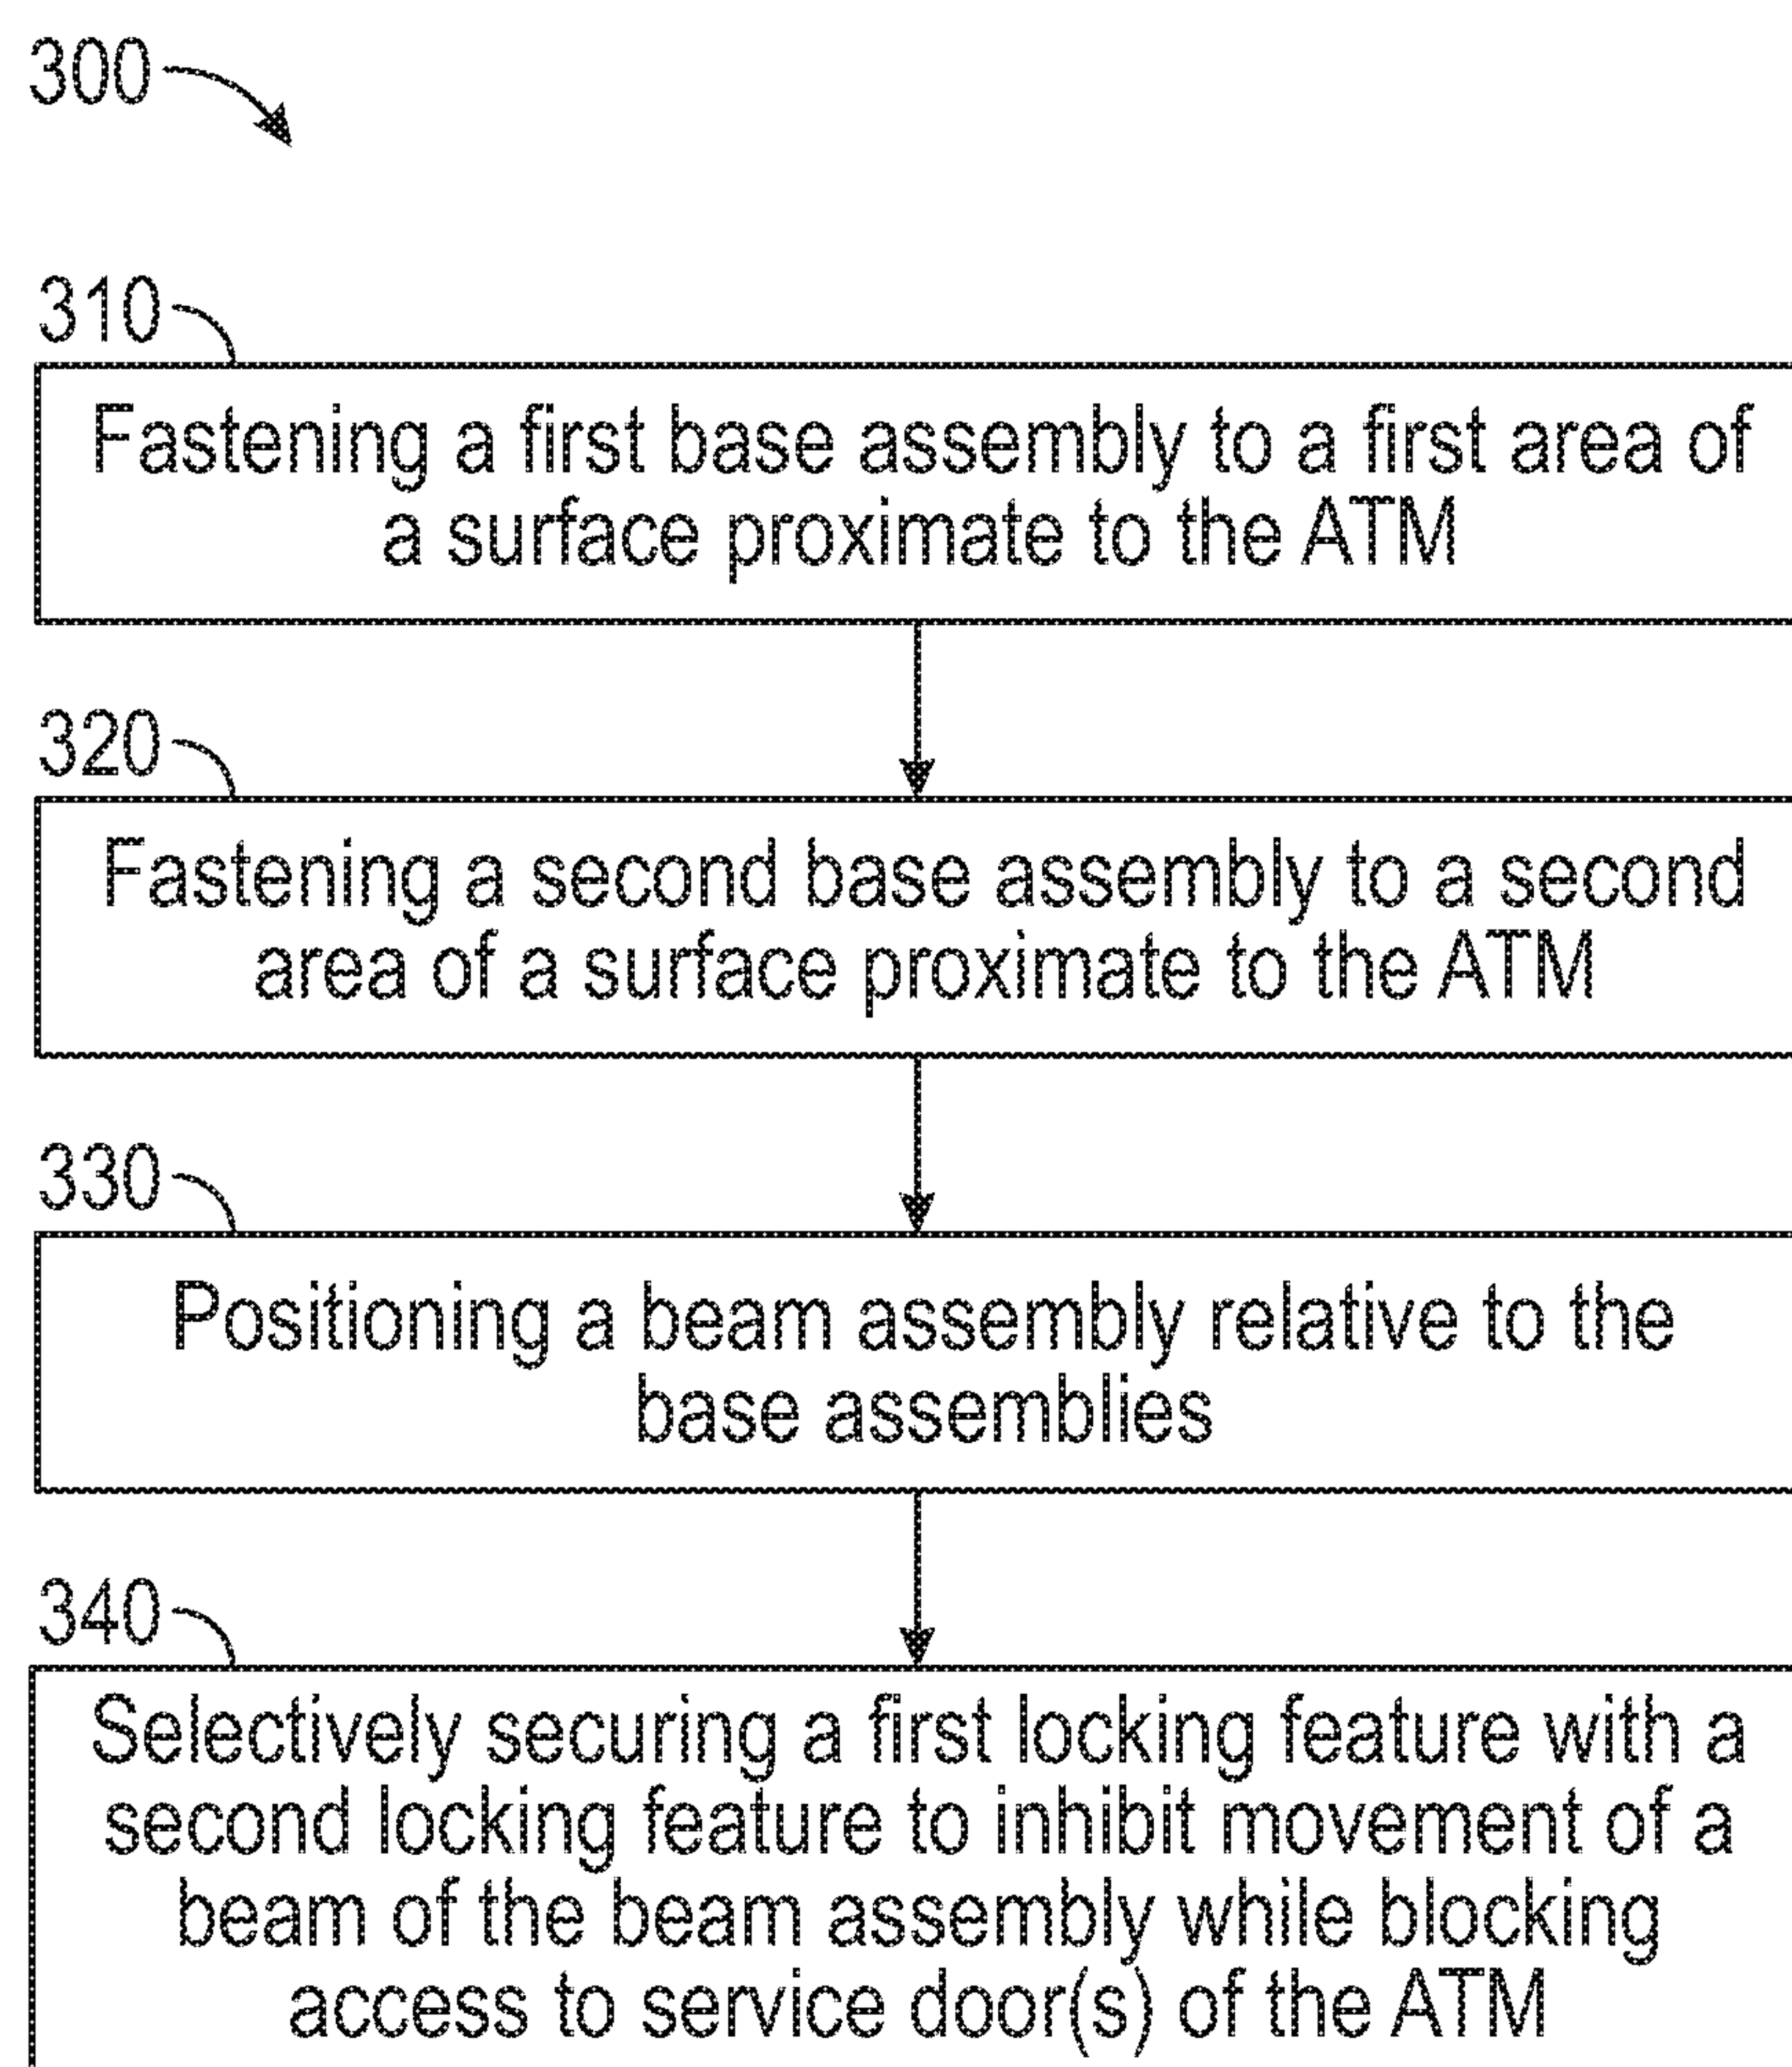 300
310
Fastening a first base assembly to a first area of
a surface proximate to the ATM
320
Fastening a second base assembly to a second
area of a surface proximate to the ATM
330
Positioning a beam assembly relative to the
base assemblies
340
Selectively securing a first locking feature with a
second locking feature to inhibit movement of a
beam of the beam assembly while blocking
access to service door(s) of the ATM